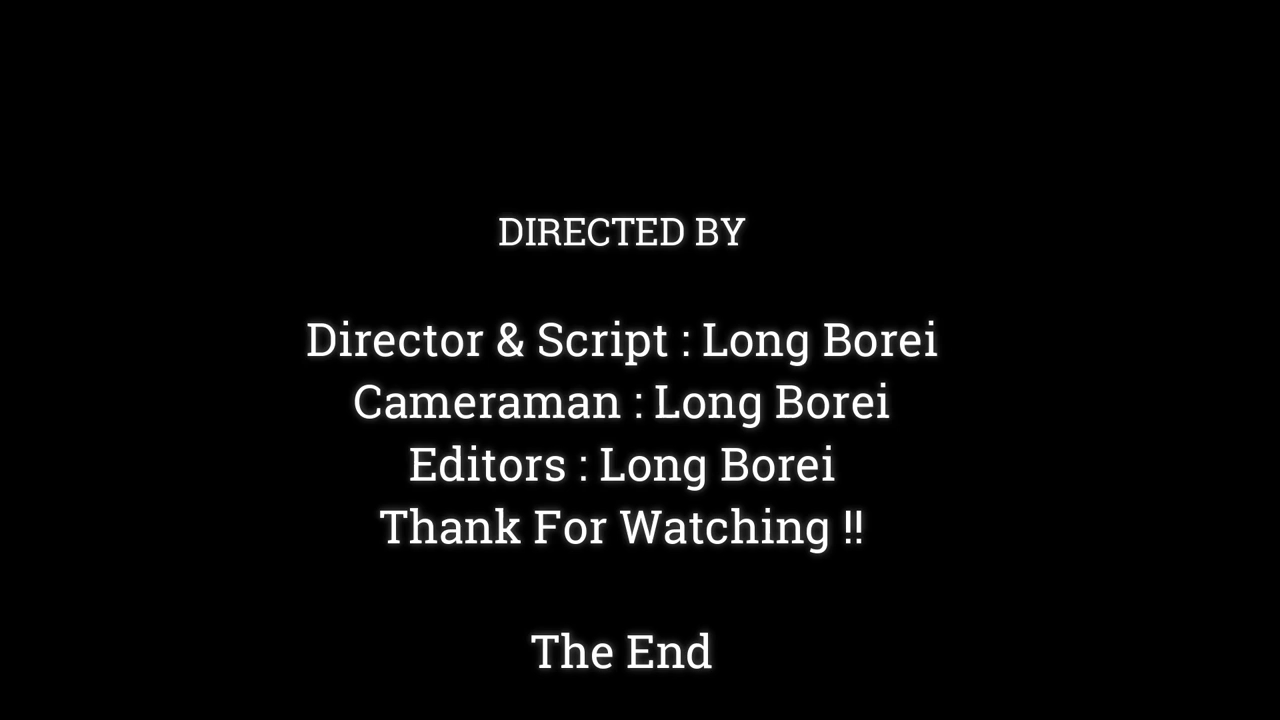 DIRECTED BY
Director & Script : Long Borei
Cameraman : Long Borei
Editors : Long Borei
Thank For Watching !!
The End